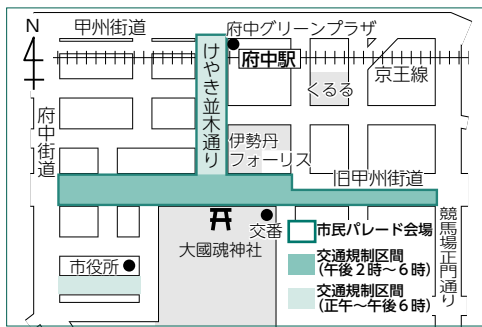 N
甲州街道
府中グリーンプラザ
府中駅
けやき並木通り
くるる
京王線
府中街道
伊勢丹
フォーリス
旧甲州街道
交番
大國魂神社
市役所
競馬場正門通り
市民パレード会場
交通規制区間
(午後2時~6時)
交通規制区間
(正午~午後6時)